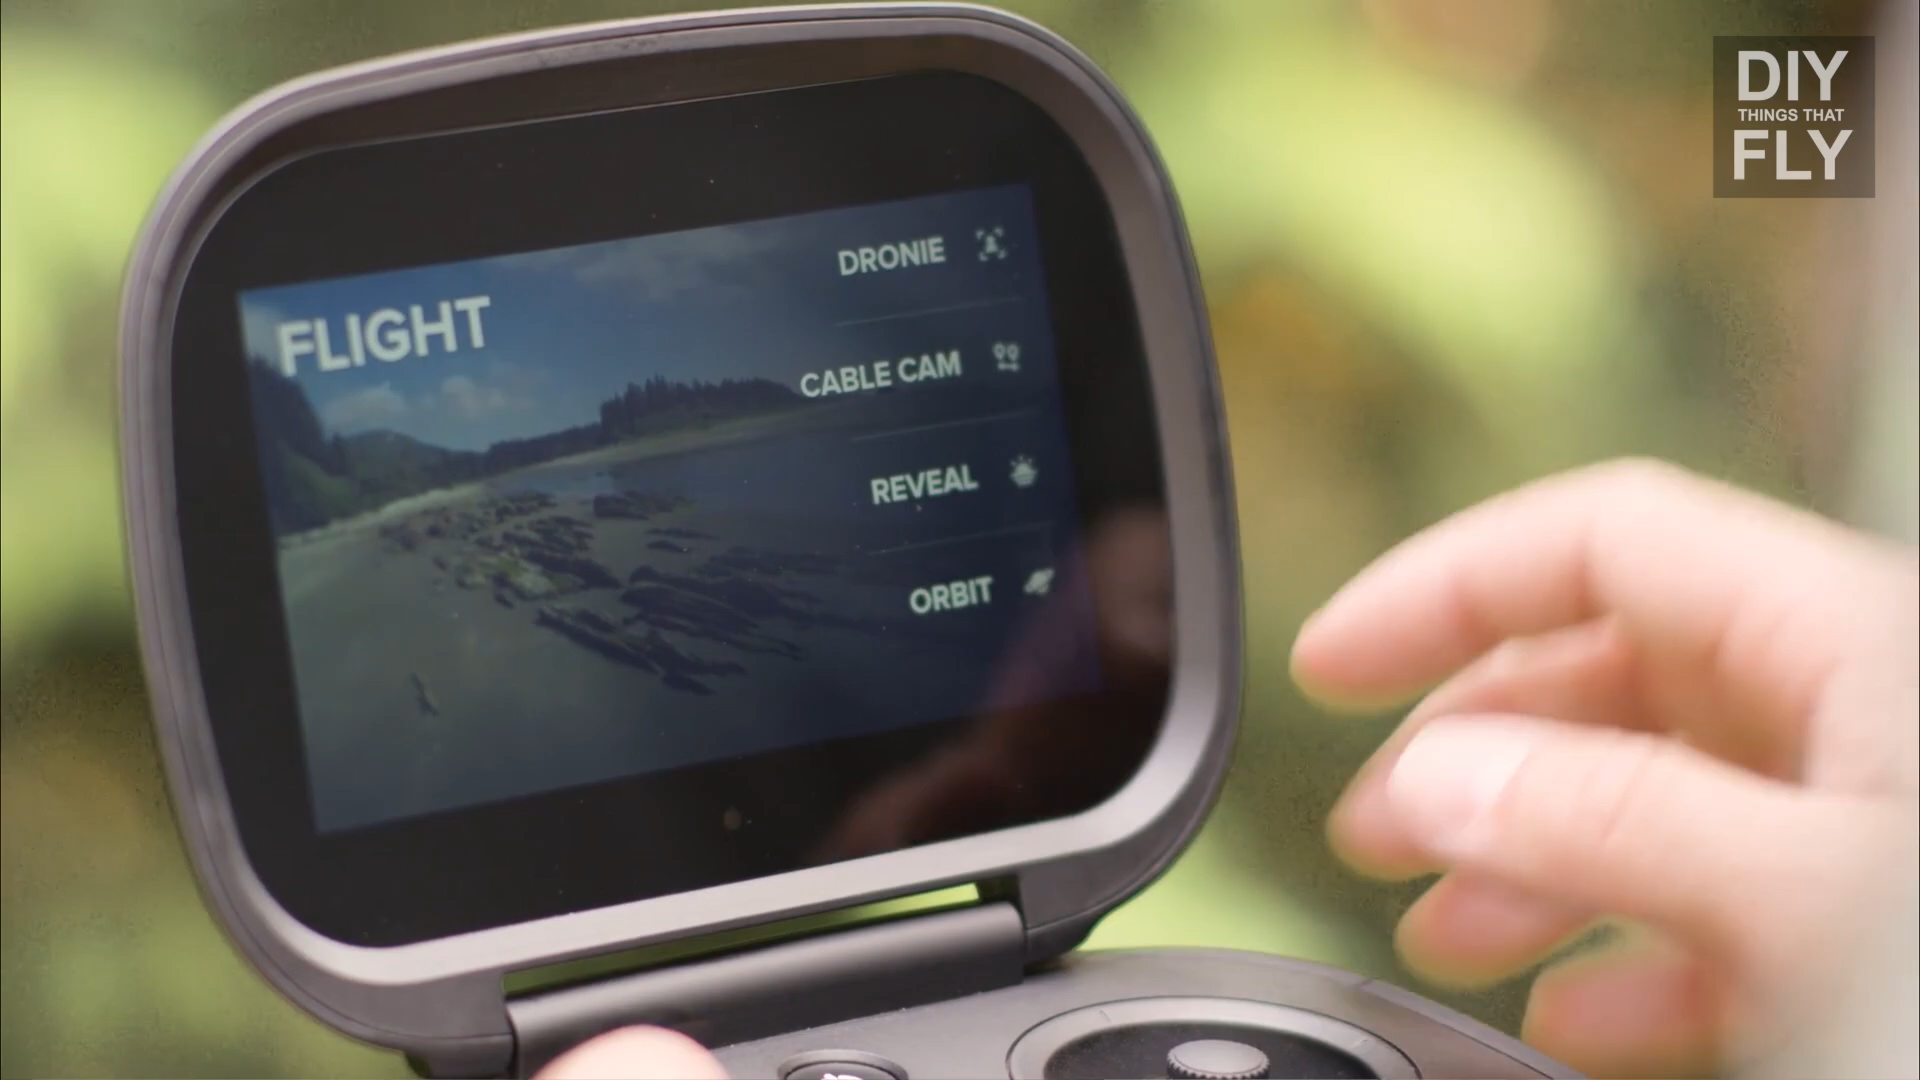 DIY
THINGS THAT
FLY
FLIGHT
DRONIE
CABLE CAM
REVEAL
ORBIT